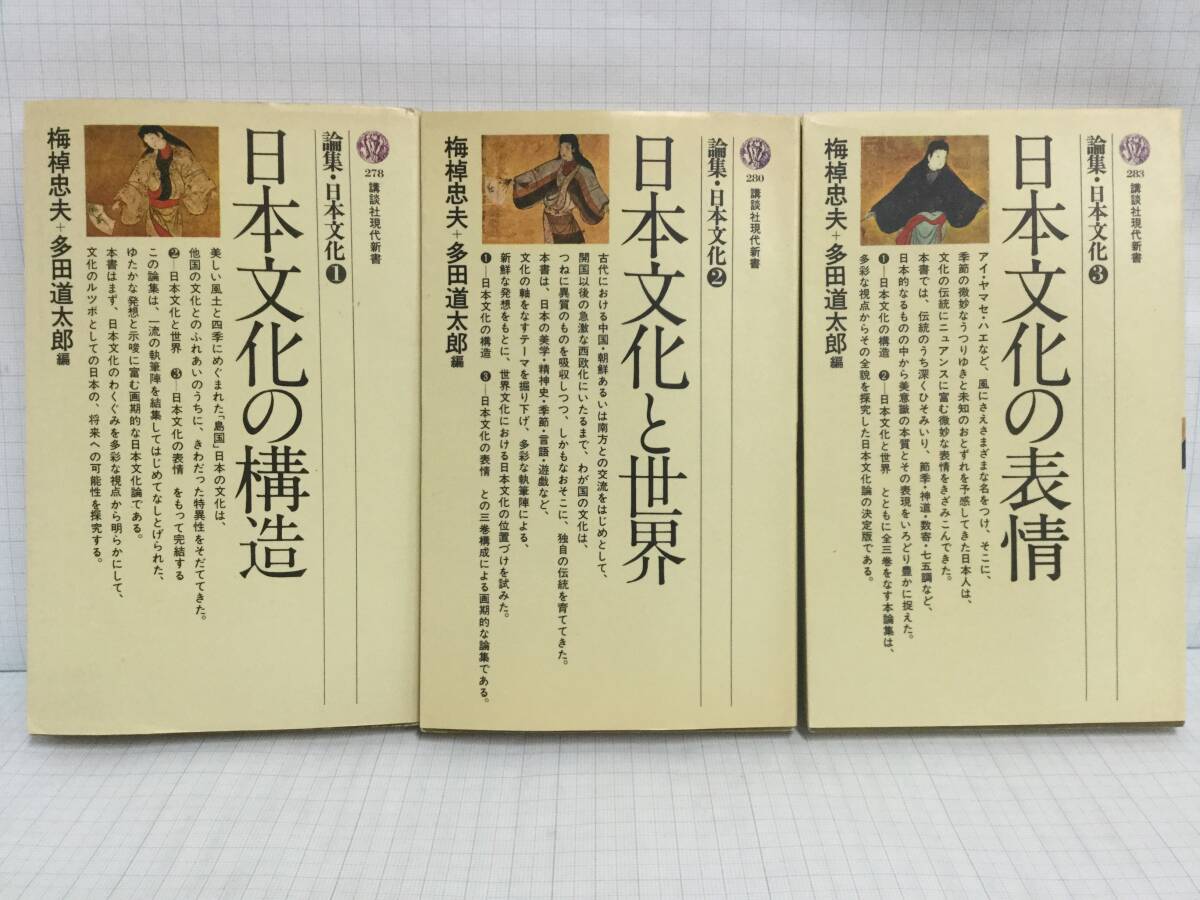 278
講談社現代新書
論集・日本文化❶
日本文化の構造
梅棹忠夫+多田道太郎編
美しい風土と四季にめぐまれた「島国」日本の文化は、
他国の文化とのふれあいのうちに、きわだった特異性をそだててきた。
❷—日本文化と世界 ❸—日本文化の表情 をもって完結する
この論集は、一流の執筆陣を結集してはじめてなしとげられた、
ゆたかな発想と示唆に富む画期的な日本文化論である。
本書はまず、日本文化のわくぐみを多彩な視点から明らかにして、
文化のルツボとしての日本の、将来への可能性を探究する。
280
講談社現代新書
論集・日本文化❷
日本文化と世界
梅棹忠夫+多田道太郎編
古代における中国・朝鮮あるいは南方との交流をはじめとして、
開国以後の急激な西欧化にいたるまで、わが国の文化は、
つねに異質のものを吸収しつつ、しかもなおそこに、独自の伝統を育ててきた。
本書は、日本の美学・精神史・季節・言語・遊戯など、
文化の軸をなすテーマを掘り下げ、多彩な執筆陣による、
新鮮な発想をもとに、世界文化における日本文化の位置づけを試みた。
❶—日本文化の構造 ❸—日本文化の表情 との三巻構成による画期的な論集である。
283
講談社現代新書
論集・日本文化❸
日本文化の表情
梅棹忠夫+多田道太郎編
アイ・ヤマセ・ハエなど、風にさえさまざまな名をつけ、そこに、
季節の微妙なうつりゆきと未知のおとずれを予感してきた日本人は、
文化の伝統にニュアンスに富む微妙な表情をきざみこんできた。
本書では、伝統のうち深くひそみいり、節季・神道・数寄・七五調など、
日本的なるものの中から美意識の本質とその表現をいろどり豊かに捉えた。
❶—日本文化の構造 ❷—日本文化と世界 とともに全三巻をなす本論集は、
多彩な視点からその全貌を探究した日本文化論の決定版である。